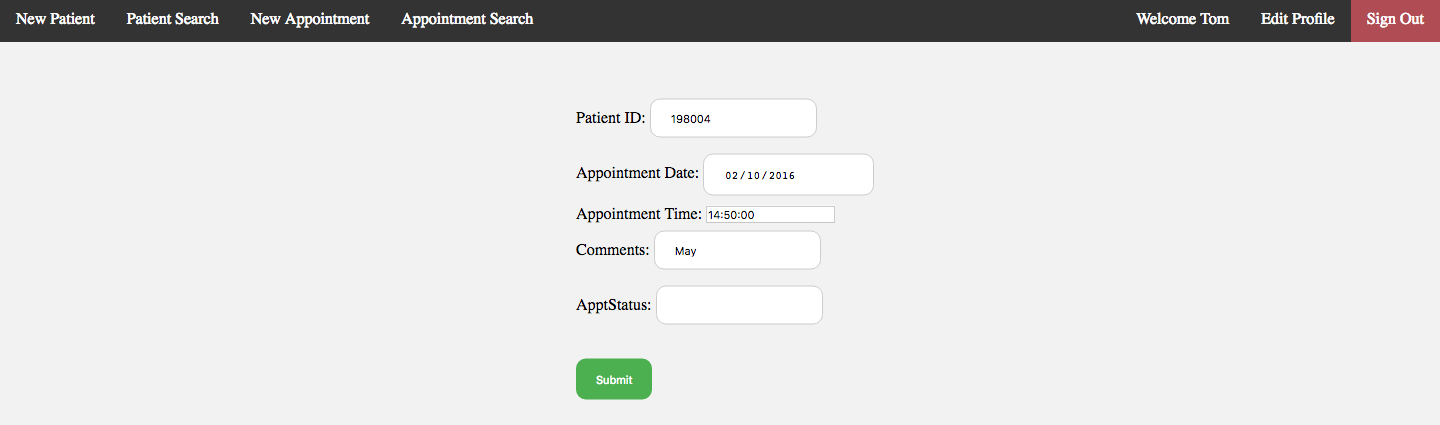 New Patient Patient Search New Appointment Appointment Search Welcome Tom Edit Profile Sign Out
Patient ID: 198004
Appointment Date: 02/10/2016
Appointment Time: 14:50:00
Comments: May
ApptStatus:
Submit